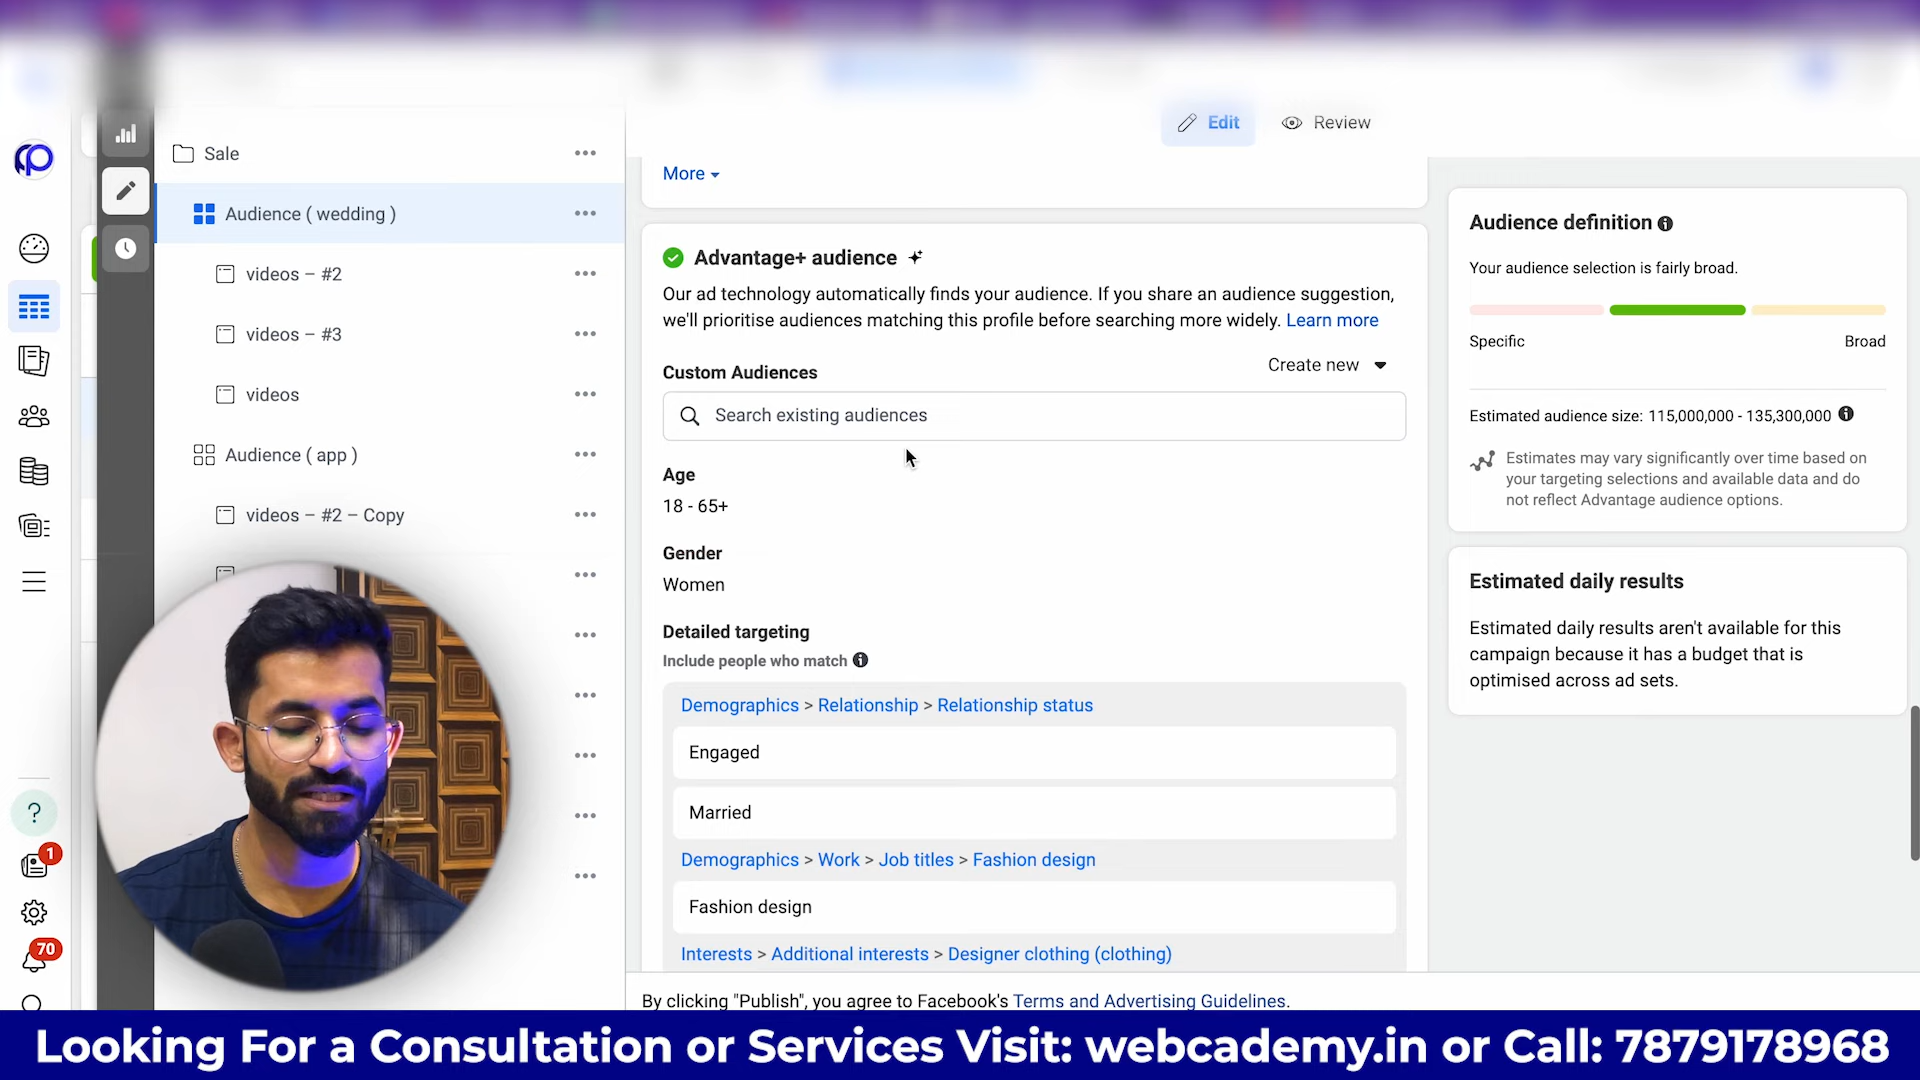 Edit
Review
Sale
More
Audience ( wedding )
videos – #2
videos – #3
videos
Audience ( app )
videos – #2 – Copy
Advantage+ audience
Our ad technology automatically finds your audience. If you share an audience suggestion,
we'll prioritise audiences matching this profile before searching more widely. Learn more
Custom Audiences
Create new
Search existing audiences
Age
18 - 65+
Gender
Women
Detailed targeting
Include people who match
Demographics > Relationship > Relationship status
Engaged
Married
Demographics > Work > Job titles > Fashion design
Fashion design
Interests > Additional interests > Designer clothing (clothing)
By clicking "Publish", you agree to Facebook's Terms and Advertising Guidelines.
Audience definition
Your audience selection is fairly broad.
Specific
Broad
Estimated audience size: 115,000,000 - 135,300,000
Estimates may vary significantly over time based on
your targeting selections and available data and do
not reflect Advantage audience options.
Estimated daily results
Estimated daily results aren't available for this
campaign because it has a budget that is
optimised across ad sets.
?
1
70
Looking For a Consultation or Services Visit: webcademy.in or Call: 7879178968